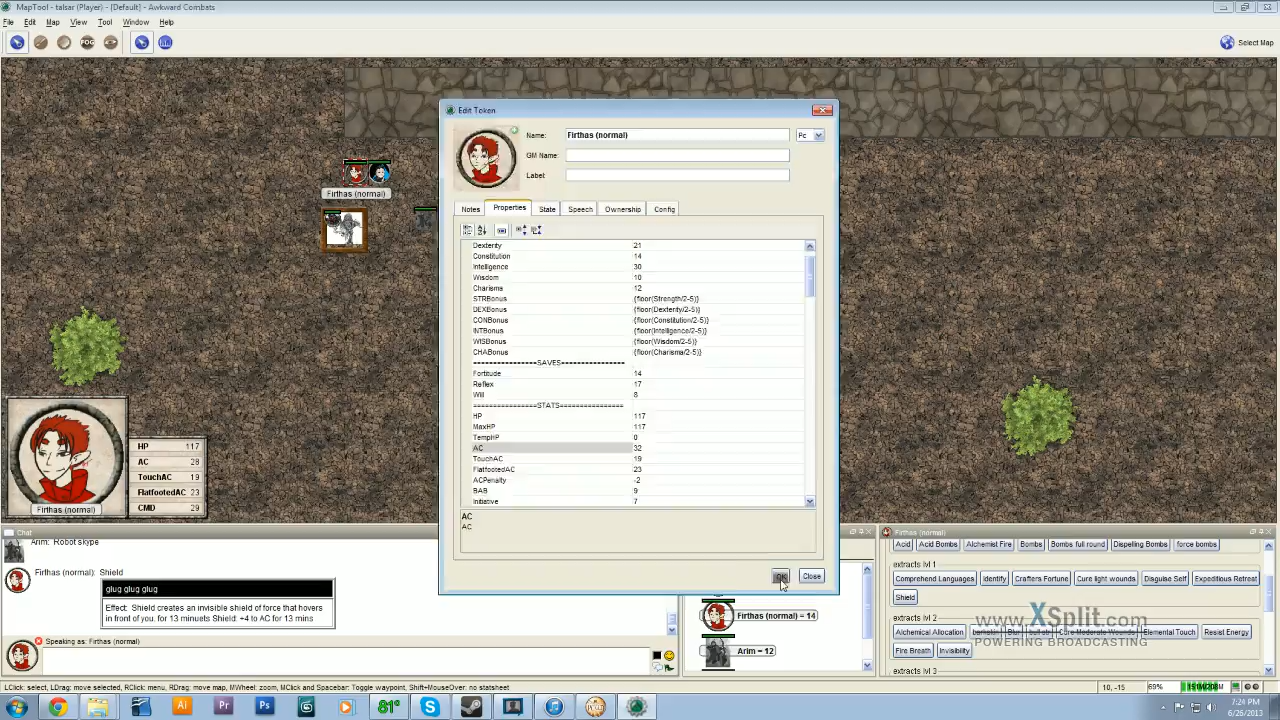 MapTool - talsar (Player) - [Default] - Awkward Combats
File Edit Map View Tool Window Help
FOG
Select Map
Edit Token
Name: Firthas (normal) Pc
GM Name:
Label:
Notes Properties State Speech Ownership Config
Dexterity 21
Constitution 14
Intelligence 30
Wisdom 10
Charisma 12
STRBonus {floor(Strength/2-5)}
DEXBonus {floor(Dexterity/2-5)}
CONBonus {floor(Constitution/2-5)}
INTBonus {floor(Intelligence/2-5)}
WISBonus {floor(Wisdom/2-5)}
CHABonus {floor(Charisma/2-5)}
================SAVES================
Fortitude 14
Reflex 17
Will 8
================STATS================
HP 117
MaxHP 117
TempHP 0
AC 32
TouchAC 19
FlatfootedAC 23
ACPenalty -2
BAB 9
Initiative 7
AC
AC
OK Close
Firthas (normal)
HP 117
AC 28
TouchAC 19
FlatfootedAC 23
CMD 29
Firthas (normal)
Chat
Arim: Robot skype
Firthas (normal): Shield
glug glug glug
Effect: Shield creates an invisible shield of force that hovers
in front of you. for 13 minuets Shield: +4 to AC for 13 mins
Speaking as: Firthas (normal)
Firthas (normal) = 14
Arim = 12
Firthas (normal)
Acid Acid Bombs Alchemist Fire Bombs Bombs full round Dispelling Bombs force bombs
extracts lvl 1
Comprehend Languages Identify Crafters Fortune Cure light wounds Disguise Self Expeditious Retreat
Shield
extracts lvl 2
Alchemical Allocation Blur Cure Moderate Wounds Elemental Touch Resist Energy
Fire Breath Invisibility
extracts lvl 3
www.XSplit.com
POWERING BROADCASTING
LClick: select, LDrag: move selected, RClick: menu, RDrag: move map, MWheel: zoom, MClick and Spacebar: Toggle waypoint, Shift+MouseOver: no statsheet
10, -15 69%
81°
7:24 PM
6/26/2013